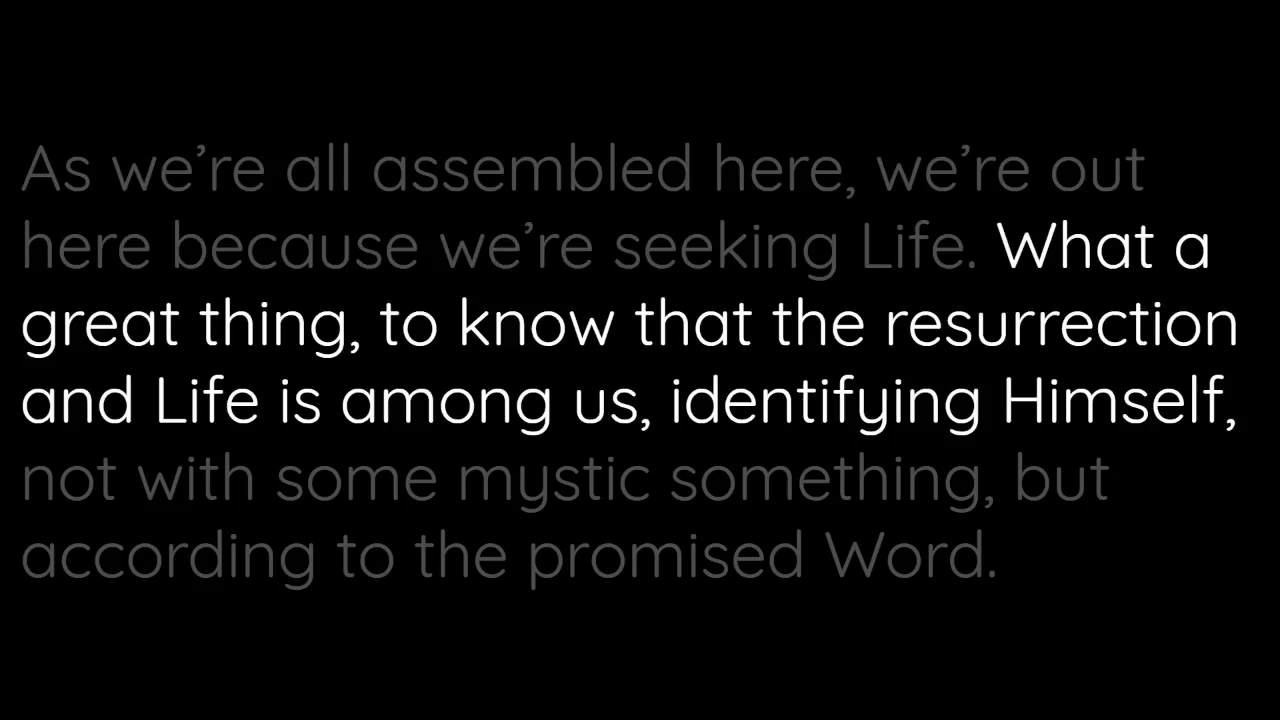 As we’re all assembled here, we’re out
here because we’re seeking Life. What a
great thing, to know that the resurrection
and Life is among us, identifying Himself,
not with some mystic something, but
according to the promised Word.